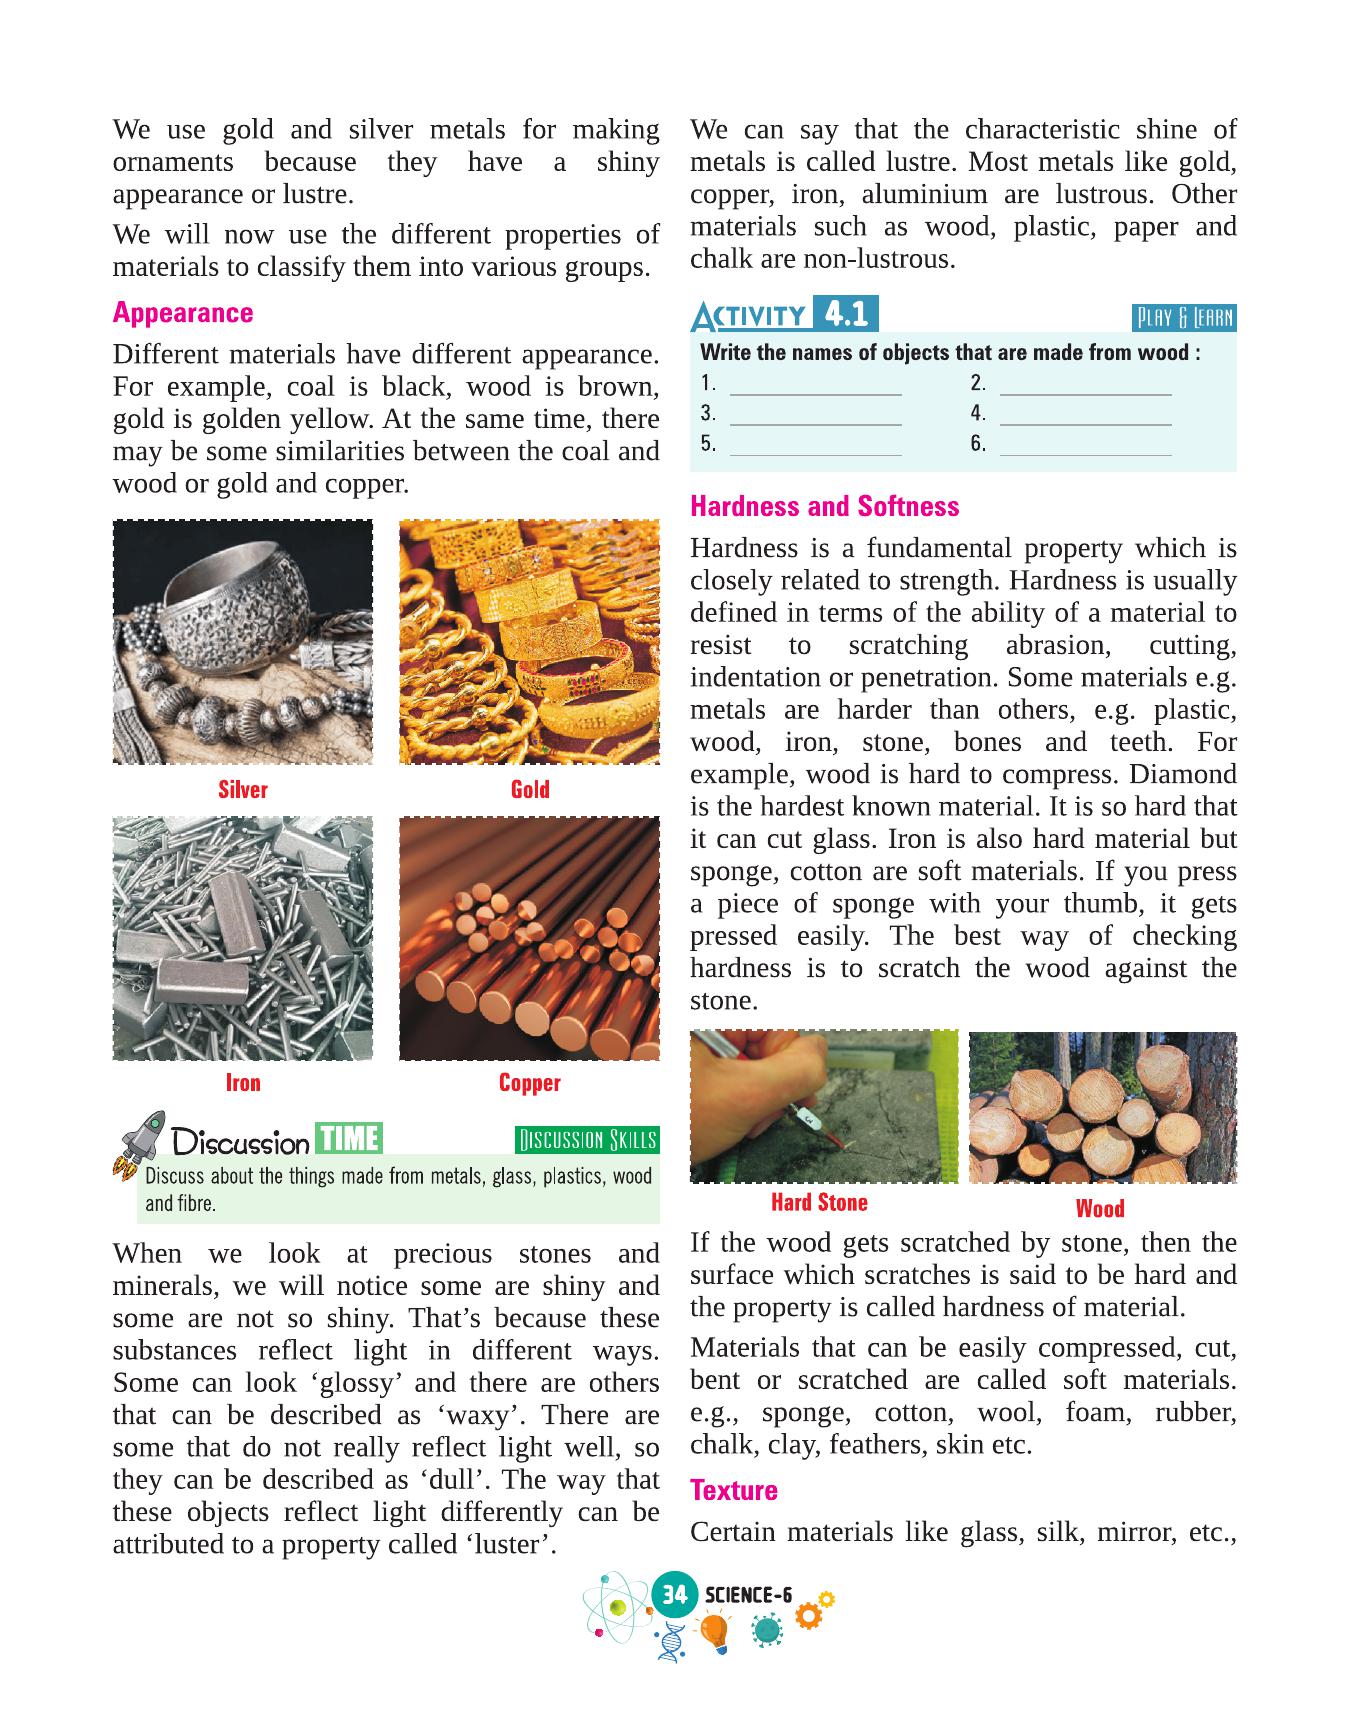 We use gold and silver metals for making
ornaments because they have a shiny
appearance or lustre.
We will now use the different properties of
materials to classify them into various groups.
Appearance
Different materials have different appearance.
For example, coal is black, wood is brown,
gold is golden yellow. At the same time, there
may be some similarities between the coal and
wood or gold and copper.
Silver
Gold
Iron
Copper
Discussion TIME
DISCUSSION SKILLS
Discuss about the things made from metals, glass, plastics, wood
and fibre.
When we look at precious stones and
minerals, we will notice some are shiny and
some are not so shiny. That’s because these
substances reflect light in different ways.
Some can look ‘glossy’ and there are others
that can be described as ‘waxy’. There are
some that do not really reflect light well, so
they can be described as ‘dull’. The way that
these objects reflect light differently can be
attributed to a property called ‘luster’.
We can say that the characteristic shine of
metals is called lustre. Most metals like gold,
copper, iron, aluminium are lustrous. Other
materials such as wood, plastic, paper and
chalk are non-lustrous.
ACTIVITY 4.1
PLAY & LEARN
Write the names of objects that are made from wood :
1. 2.
3. 4.
5. 6.
Hardness and Softness
Hardness is a fundamental property which is
closely related to strength. Hardness is usually
defined in terms of the ability of a material to
resist to scratching abrasion, cutting,
indentation or penetration. Some materials e.g.
metals are harder than others, e.g. plastic,
wood, iron, stone, bones and teeth. For
example, wood is hard to compress. Diamond
is the hardest known material. It is so hard that
it can cut glass. Iron is also hard material but
sponge, cotton are soft materials. If you press
a piece of sponge with your thumb, it gets
pressed easily. The best way of checking
hardness is to scratch the wood against the
stone.
Hard Stone
Wood
If the wood gets scratched by stone, then the
surface which scratches is said to be hard and
the property is called hardness of material.
Materials that can be easily compressed, cut,
bent or scratched are called soft materials.
e.g., sponge, cotton, wool, foam, rubber,
chalk, clay, feathers, skin etc.
Texture
Certain materials like glass, silk, mirror, etc.,
34 SCIENCE-6